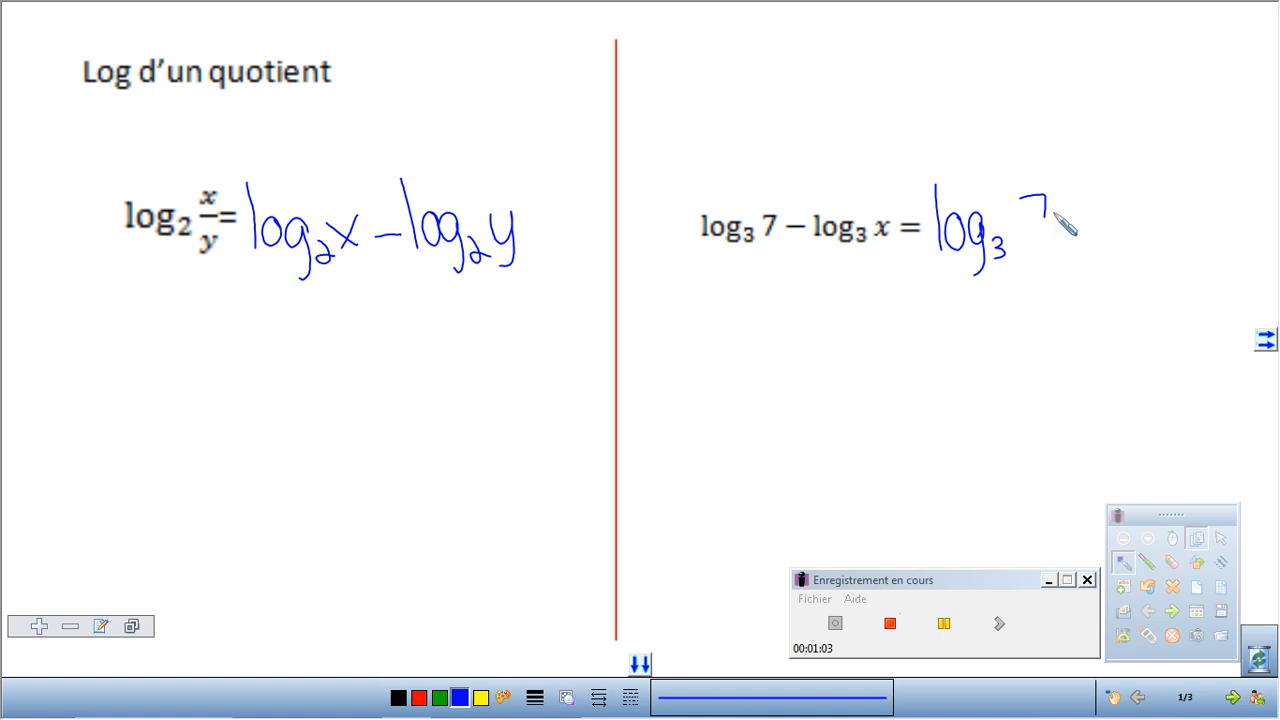 Log d'un quotient
log₂ x/y = log₂x - log₂y
log₃ 7 − log₃ x = log₃ 7
Enregistrement en cours
Fichier Aide
00:01:03
1/3